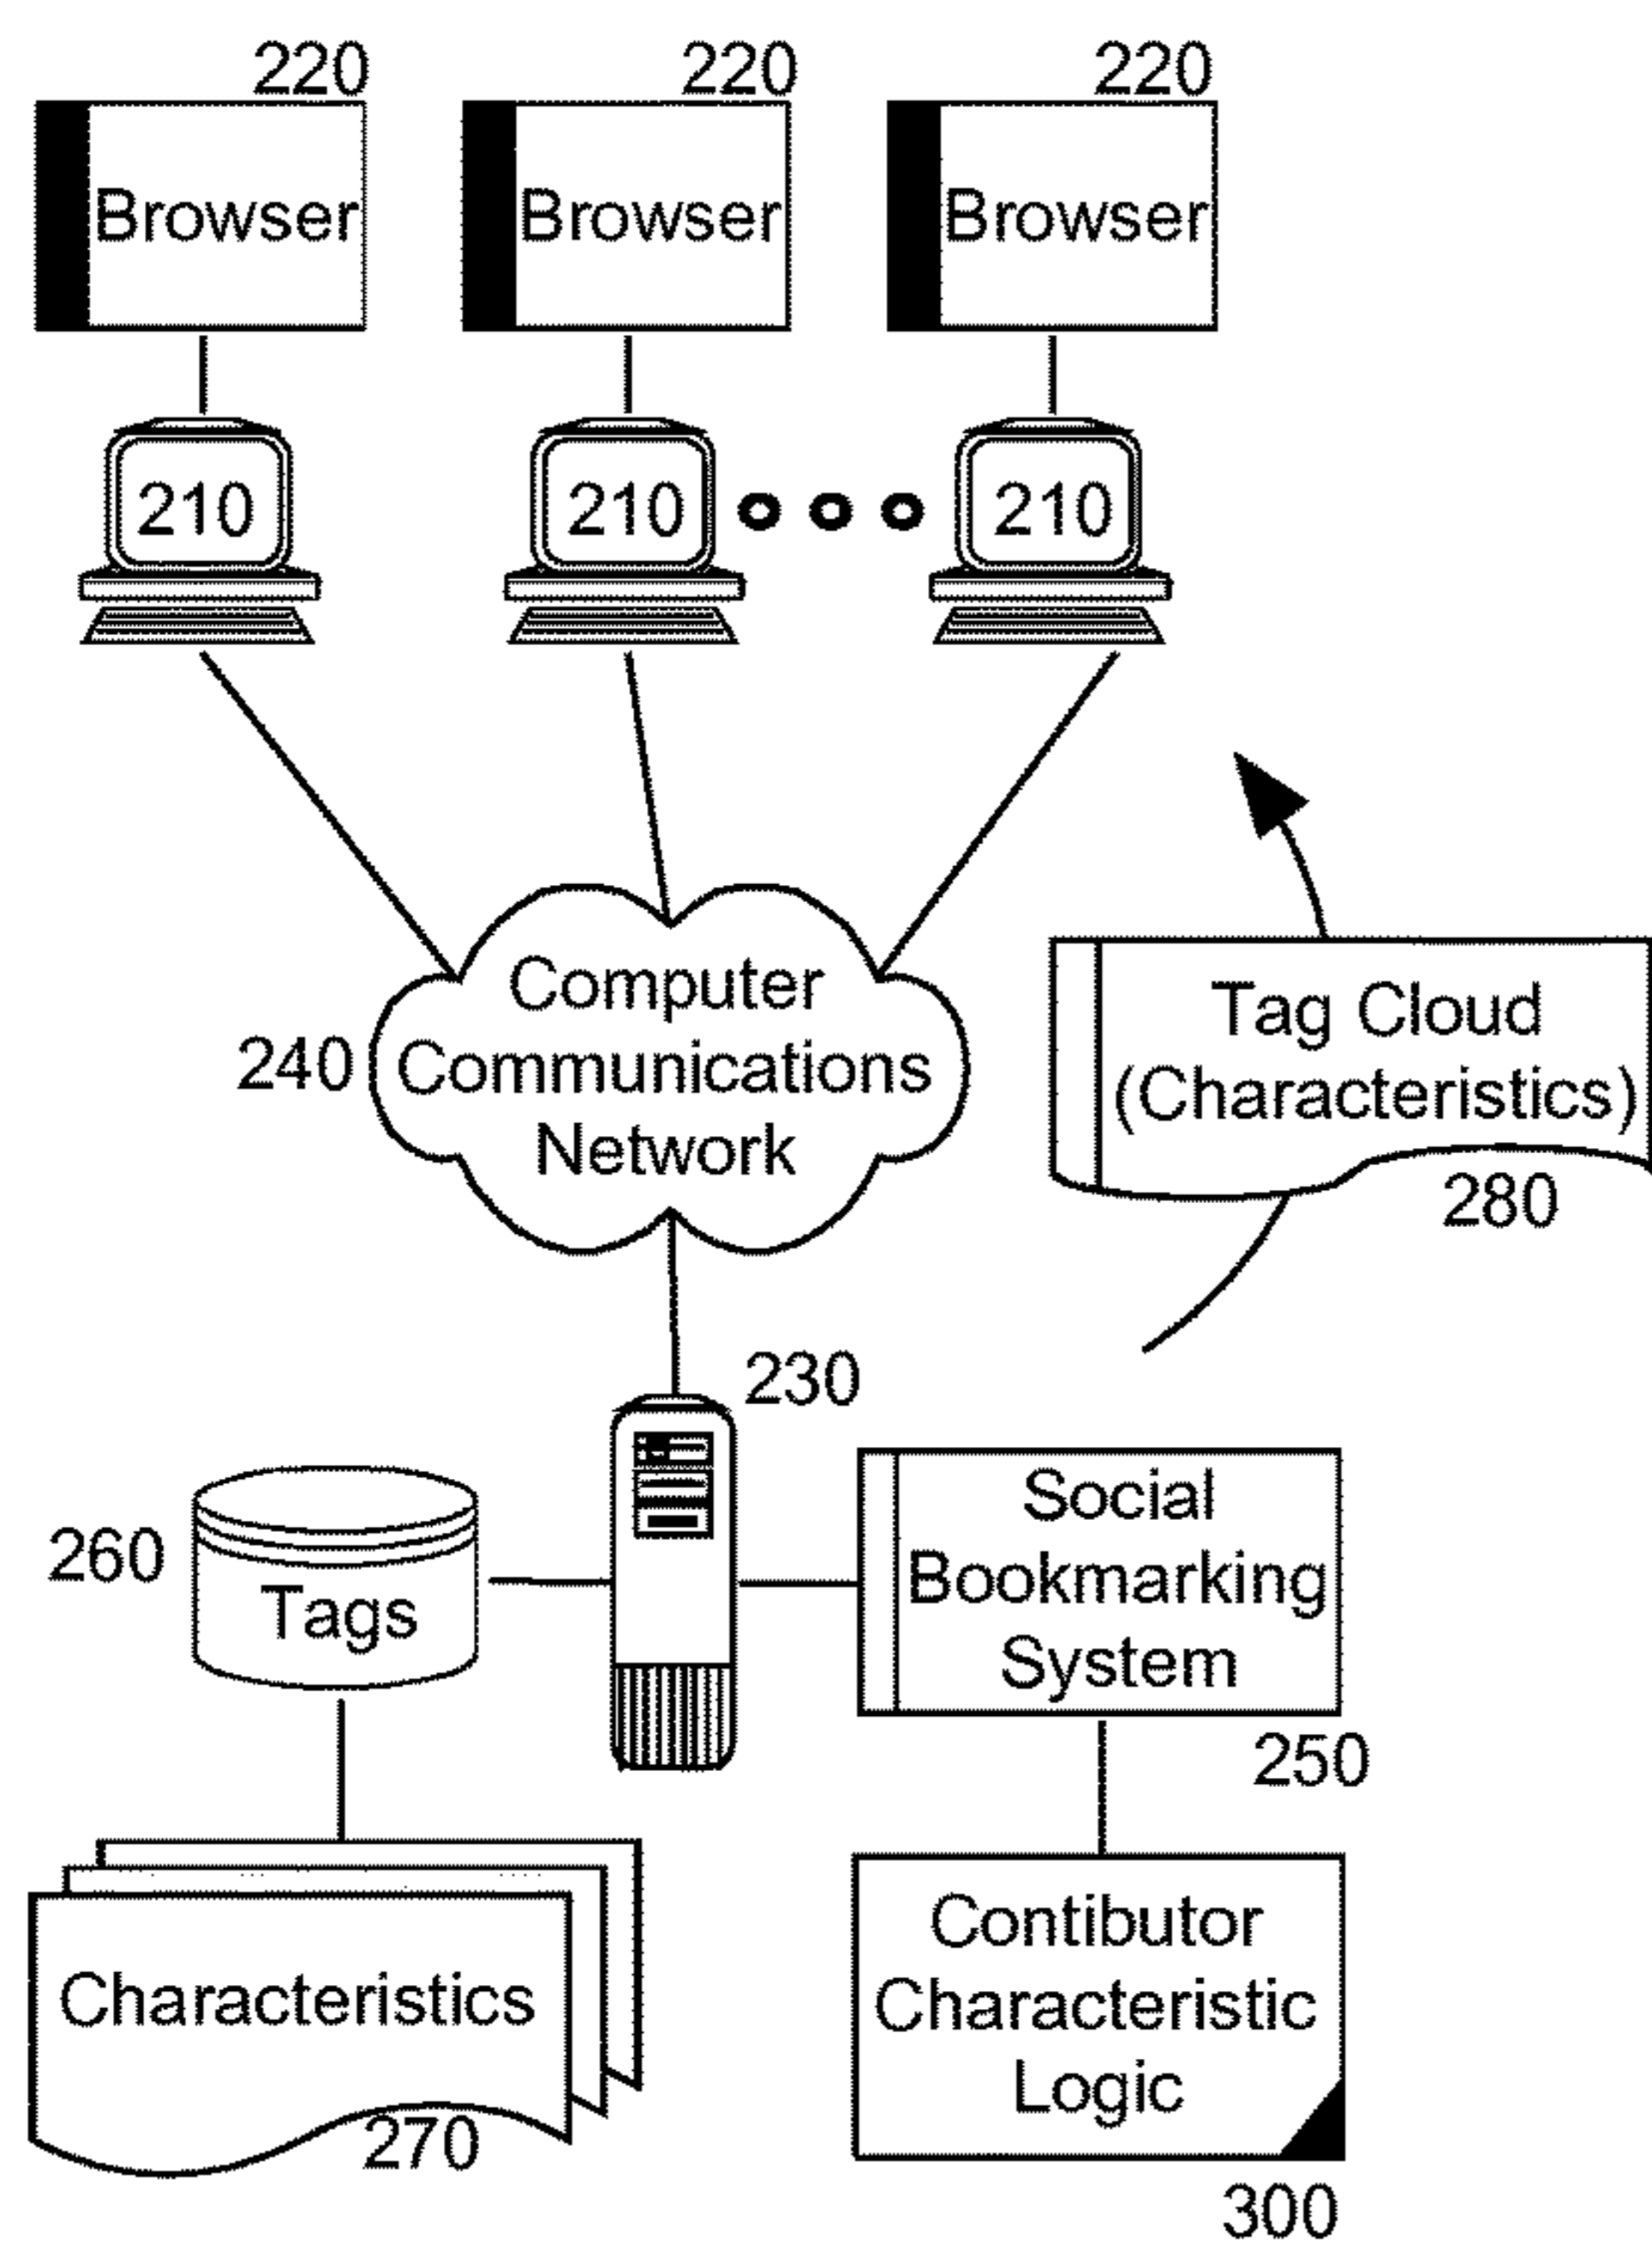 220
220
220
Browser
Browser
Browser
210
210
210
Computer
Communications
Network
240
Tag Cloud
(Characteristics)
280
230
260
Tags
Social
Bookmarking
System
250
Characteristics
270
Contibutor
Characteristic
Logic
300